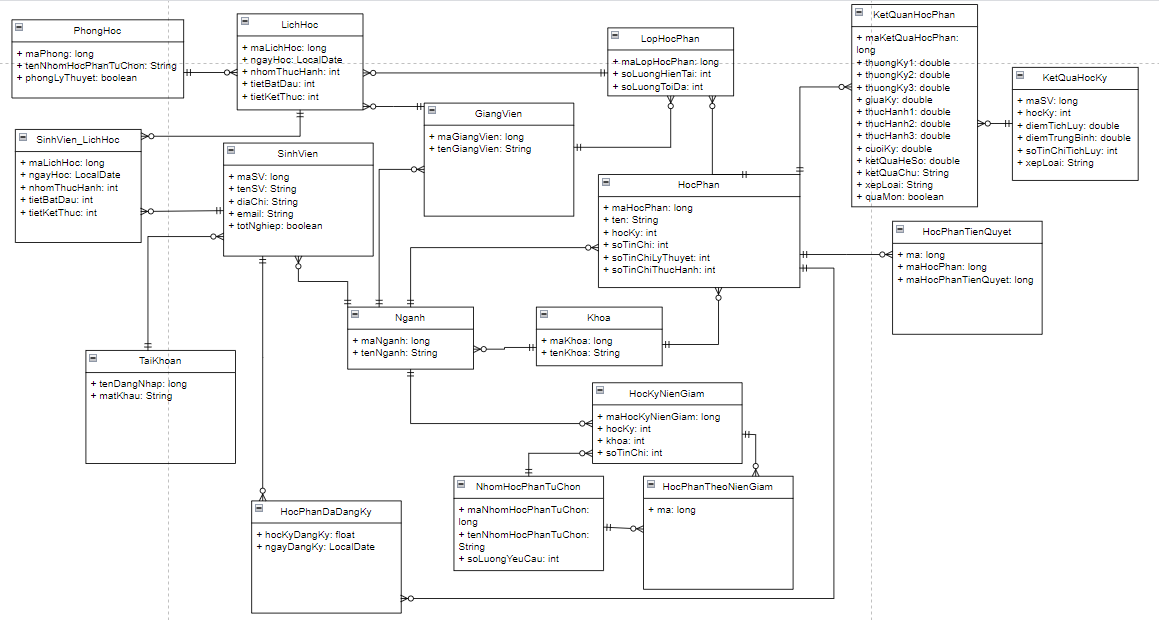 PhongHoc
+ maPhong: long
+ tenNhomHocPhanTuChon: String
+ phongLyThuyet: boolean
LichHoc
+ maLichHoc: long
+ ngayHoc: LocalDate
+ nhomThucHanh: int
+ tietBatDau: int
+ tietKetThuc: int
LopHocPhan
+ maLopHocPhan: long
+ soLuongHienTai: int
+ soLuongToiDa: int
KetQuanHocPhan
+ maKetQuaHocPhan:
long
+ thuongKy1: double
+ thuongKy2: double
+ thuongKy3: double
+ giuaKy: double
+ thucHanh1: double
+ thucHanh2: double
+ thucHanh3: double
+ cuoiKy: double
+ ketQuaHeSo: double
+ ketQuaChu: String
+ xepLoai: String
+ quaMon: boolean
KetQuaHocKy
+ maSV: long
+ hocKy: int
+ diemTichLuy: double
+ diemTrungBinh: double
+ soTinChiTichLuy: int
+ xepLoai: String
GiangVien
+ maGiangVien: long
+ tenGiangVien: String
SinhVien_LichHoc
+ maLichHoc: long
+ ngayHoc: LocalDate
+ nhomThucHanh: int
+ tietBatDau: int
+ tietKetThuc: int
SinhVien
+ maSV: long
+ tenSV: String
+ diaChi: String
+ email: String
+ totNghiep: boolean
HocPhan
+ maHocPhan: long
+ ten: String
+ hocKy: int
+ soTinChi: int
+ soTinChiLyThuyet: int
+ soTinChiThucHanh: int
HocPhanTienQuyet
+ ma: long
+ maHocPhan: long
+ maHocPhanTienQuyet: long
Nganh
+ maNganh: long
+ tenNganh: String
Khoa
+ maKhoa: long
+ tenKhoa: String
TaiKhoan
+ tenDangNhap: long
+ matKhau: String
HocKyNienGiam
+ maHocKyNienGiam: long
+ hocKy: int
+ khoa: int
+ soTinChi: int
NhomHocPhanTuChon
+ maNhomHocPhanTuChon:
long
+ tenNhomHocPhanTuChon:
String
+ soLuongYeuCau: int
HocPhanTheoNienGiam
+ ma: long
HocPhanDaDangKy
+ hocKyDangKy: float
+ ngayDangKy: LocalDate